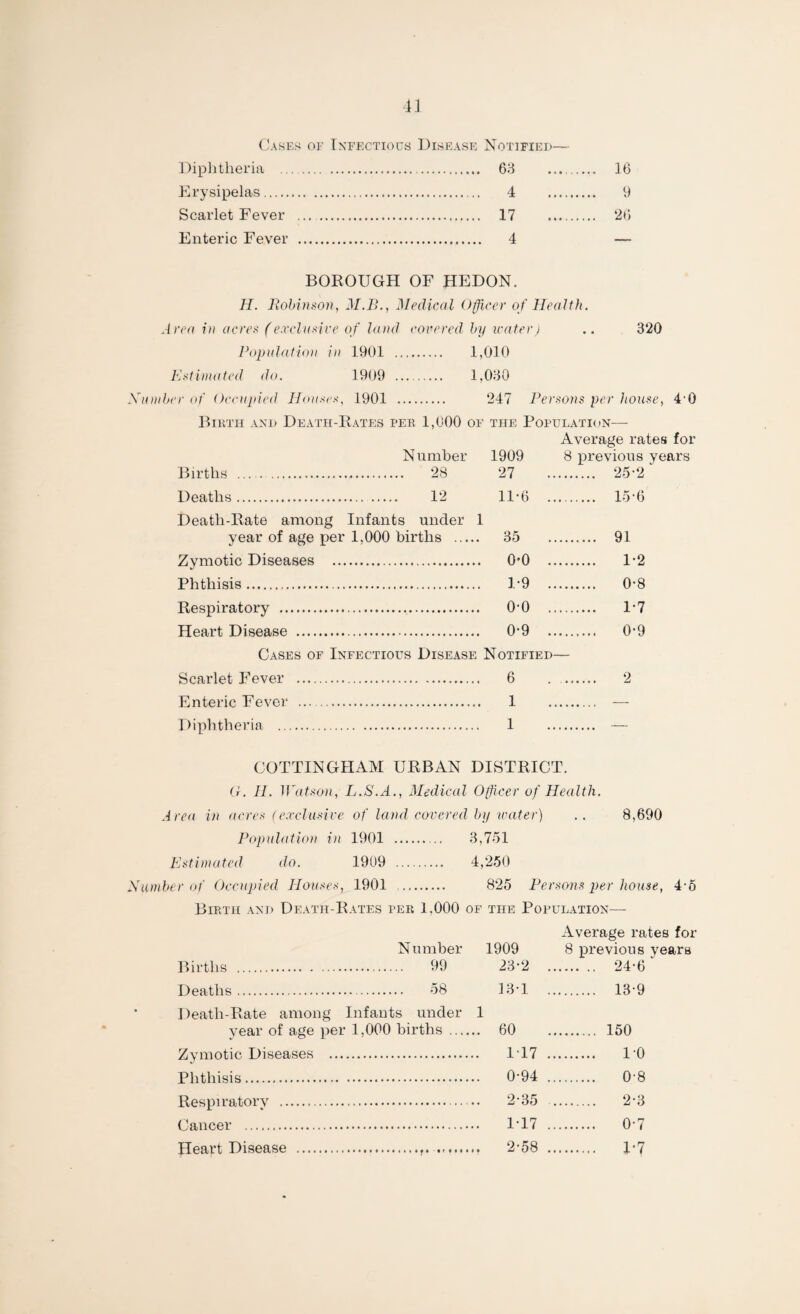 41
Cases of Infectious Disease Notified—
Diphtheria ........ 63 ......... 16
Erysipelas ........ 4 ......... 9
Scarlet Fever ........ 17 ......... 26
Enteric Fever ........ 4 —
BOROUGH OF HEDON.
H. Robinson, M.B., Medical Officer of Health.
Area in acres (exclusive of land covered by water) .. 320
Population in 1901 ......... 1,010
Estimated do. 1909 ......... 1,030
Number of Occupied Houses, 1901 ......... 247 Persons per house, 4·0
Birth and Death-Rates per 1,000 of the Population—
Average rates for
Number 1909 8 previous years
Births ........ 28 27 ......... 25·2
Deaths ........ 12 11·6 ......... 15·6
Death-Rate among Infants under 1
year of age per 1,000 births ..... 35 ......... 91
Zymotic Diseases ........ 0·0 ......... 1·2
Phthisis ........ 1·9 ......... 0·8
Respiratory ........ 0·0 ......... 1·7
Heart Disease ........ 0·9 ......... 0·9
Cases of Infectious Disease Notified—
Scarlet Fever ........ 6 ......... 2
Enteric Fever ........ 1 ......... —
Diphtheria ........ 1 ......... —
COTTINGHAM URBAN DISTRICT.
G. H. Watson, L.S.A., Medical Officer of Health.
Area in acres (exclusive of land covered by water) .. 8,690
Population in 1901 ......... 3,751
Estimated do. 1909 ......... 4,250
Number of Occupied Houses, 1901 ......... 825 Persons per house, 4·5
Birth and Death-Rates per 1,000 of the Population—
Average rates for
Number 1909 8 previous years
Births ........ 99 23·2 ......... 24·6
Deaths ........ 58 13·1 ......... 13·9
Death-Rate among Infants under 1
year of age per 1,000 births ...... 60 ......... 150
Zymotic Diseases ........ 1·17 ......... 1·0
Phthisis ........ 0·94 ......... 0·8
Respiratory ........ 2·35 ......... 2·3
Cancer ........ 1·17 ......... 0·7
Heart Disease ........ 2·58 ......... 1·7